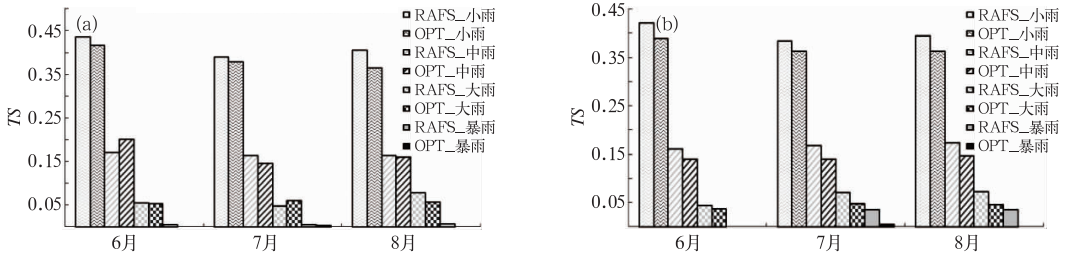 (a)
TS
0.45
0.35
0.25
0.15
0.05
6月
7月
8月
RAFS_小雨
OPT_小雨
RAFS_中雨
OPT_中雨
RAFS_大雨
OPT_大雨
RAFS_暴雨
OPT_暴雨
(b)
TS
0.45
0.35
0.25
0.15
0.05
6月
7月
8月
RAFS_小雨
OPT_小雨
RAFS_中雨
OPT_中雨
RAFS_大雨
OPT_大雨
RAFS_暴雨
OPT_暴雨